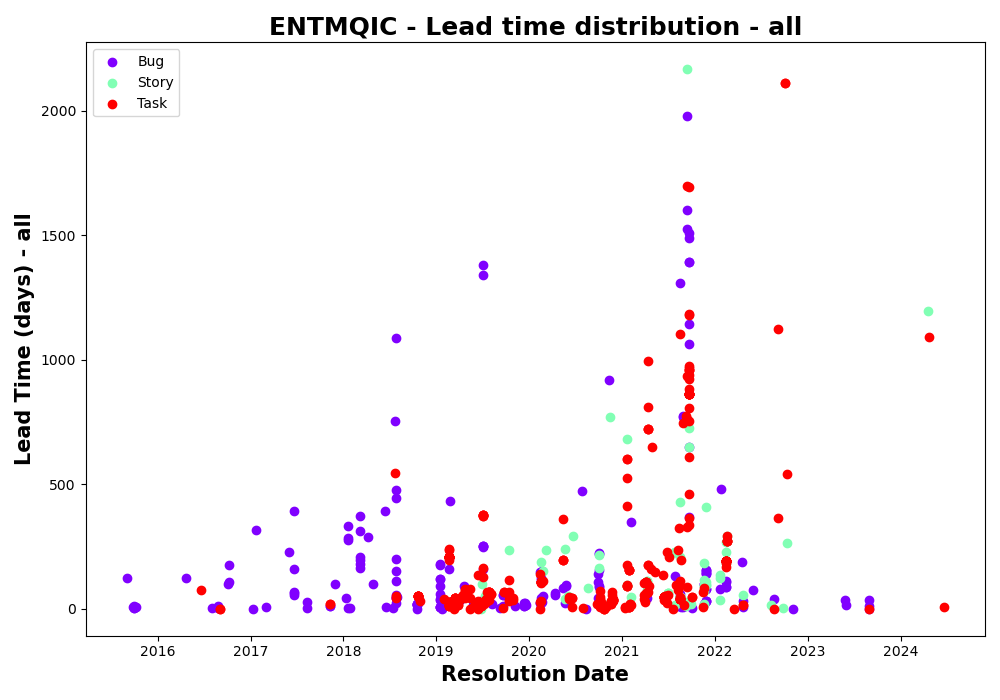 ENTMQIC - Lead time distribution - all
Bug
Story
Task
Lead Time (days) - all
2000
1500
1000
500
0
2016 2017 2018 2019 2020 2021 2022 2023 2024
Resolution Date